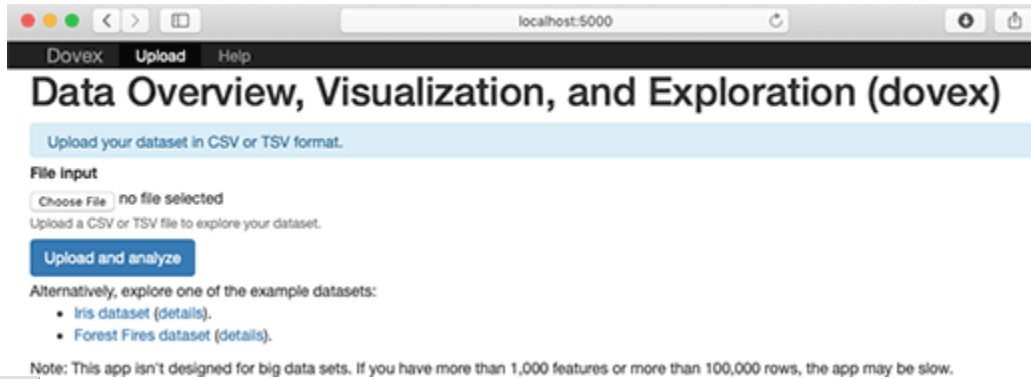 localhost:5000
Dovex Upload Help
Data Overview, Visualization, and Exploration (dovex)
Upload your dataset in CSV or TSV format.
File input
Choose File no file selected
Upload a CSV or TSV file to explore your dataset.
Upload and analyze
Alternatively, explore one of the example datasets:
• Iris dataset (details).
• Forest Fires dataset (details).
Note: This app isn't designed for big data sets. If you have more than 1,000 features or more than 100,000 rows, the app may be slow.